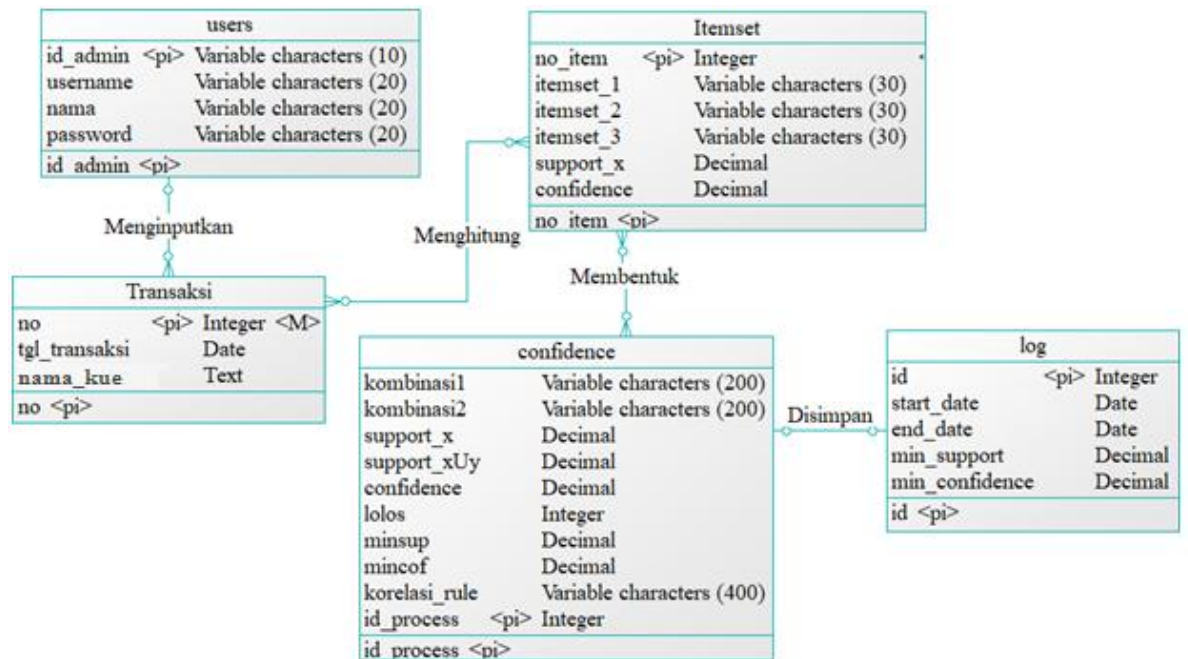 users
id_admin <pi> Variable characters (10)
username Variable characters (20)
nama Variable characters (20)
password Variable characters (20)
id_admin <pi>
Menginputkan
Transaksi
no <pi> Integer <M>
tgl_transaksi Date
nama_kue Text
no <pi>
Menghitung
Itemset
no_item <pi> Integer
itemset_1 Variable characters (30)
itemset_2 Variable characters (30)
itemset_3 Variable characters (30)
support_x Decimal
confidence Decimal
no_item <pi>
Membentuk
confidence
kombinasi1 Variable characters (200)
kombinasi2 Variable characters (200)
support_x Decimal
support_xUy Decimal
confidence Decimal
lolos Integer
minsup Decimal
mincof Decimal
korelasi_rule Variable characters (400)
id_process <pi> Integer
id_process <pi>
Disimpan
log
id <pi> Integer
start_date Date
end_date Date
min_support Decimal
min_confidence Decimal
id <pi>